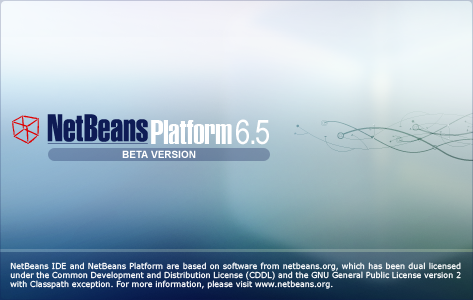 NetBeans Platform 6.5
BETA VERSION
NetBeans IDE and NetBeans Platform are based on software from netbeans.org, which has been dual licensed
under the Common Development and Distribution License (CDDL) and the GNU General Public License version 2
with Classpath exception. For more information, please visit www.netbeans.org.